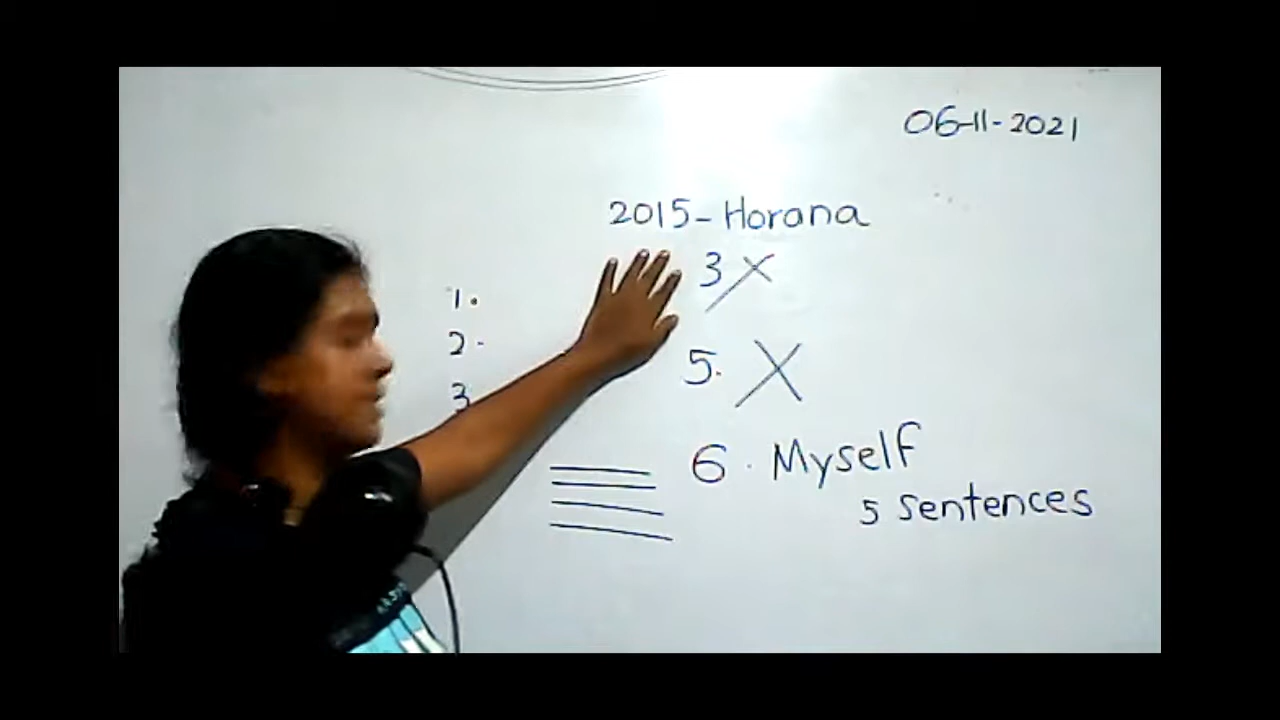 06-11-2021
2015 - Horana
3 X
1.
2.
5. X
3
6. Myself
5 sentences